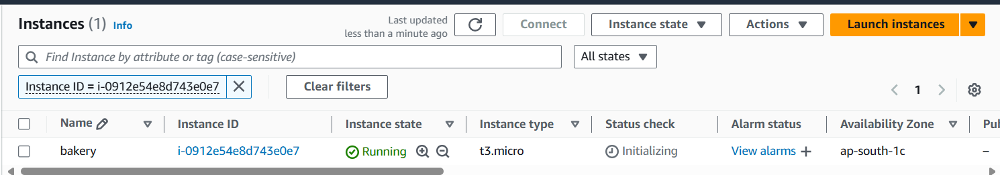 Instances (1) Info
Last updated
less than a minute ago
Connect
Instance state
Actions
Launch instances
Find Instance by attribute or tag (case-sensitive)
All states
Instance ID = i-0912e54e8d743e0e7
Clear filters
1
Name Instance ID Instance state Instance type Status check Alarm status Availability Zone Pu
bakery i-0912e54e8d743e0e7 Running t3.micro Initializing View alarms + ap-south-1c –